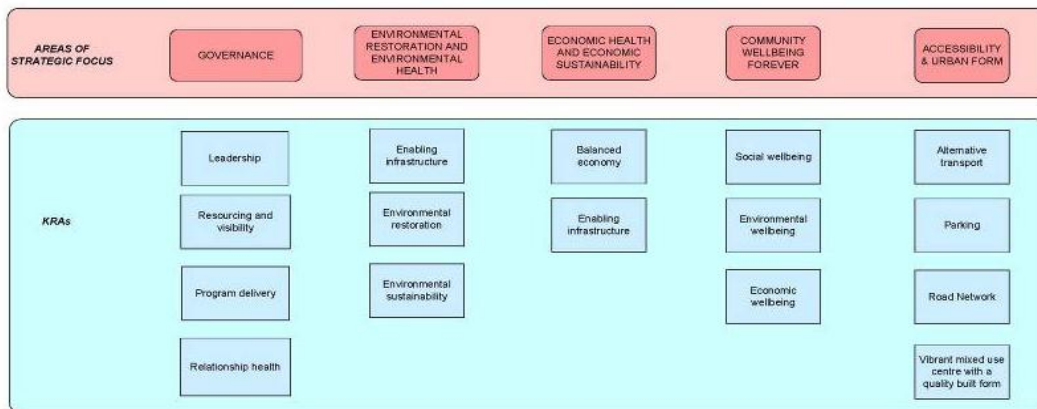 AREAS OF
STRATEGIC FOCUS
GOVERNANCE
ENVIRONMENTAL
RESTORATION AND
ENVIRONMENTAL
HEALTH
ECONOMIC HEALTH
AND ECONOMIC
SUSTAINABILITY
COMMUNITY
WELLBEING
FOREVER
ACCESSIBILITY
& URBAN FORM
KRAs
Leadership
Enabling
infrastructure
Balanced
economy
Social wellbeing
Alternative
transport
Resourcing and
visibility
Environmental
restoration
Enabling
infrastructure
Environmental
wellbeing
Parking
Program delivery
Environmental
sustainability
Economic
wellbeing
Road Network
Relationship health
Vibrant mixed use
centre with a
quality built form